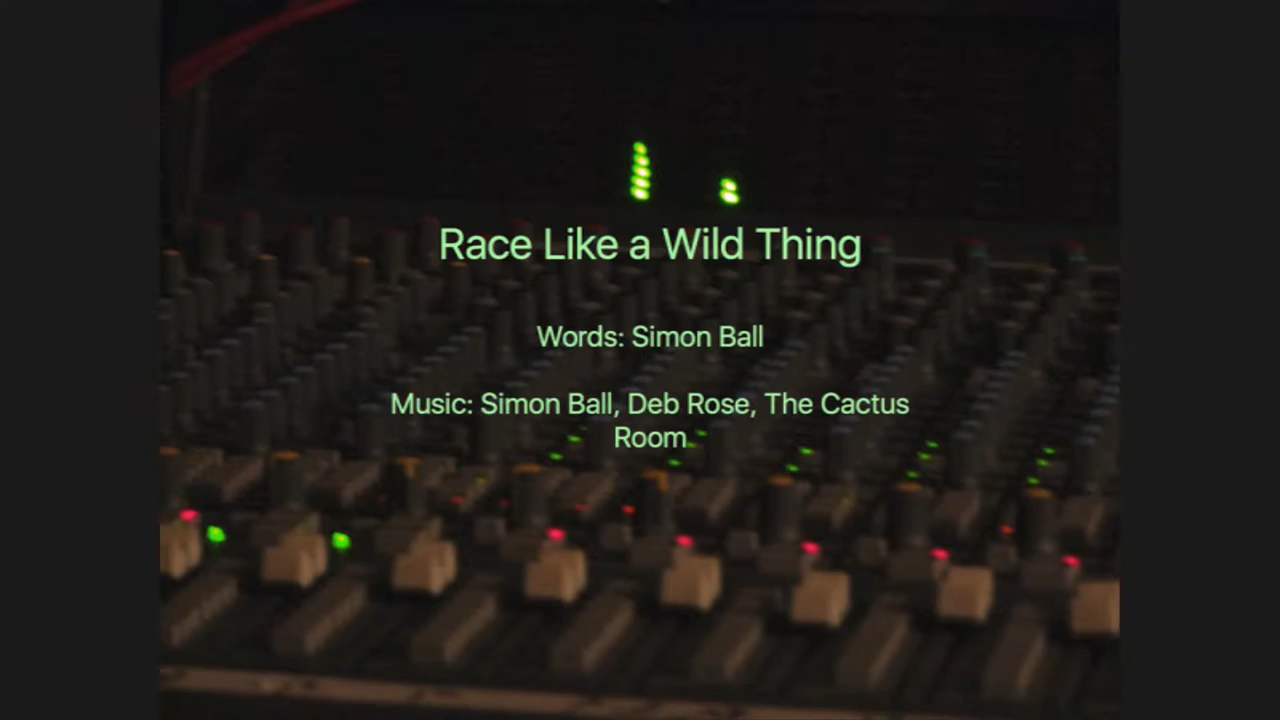 Race Like a Wild Thing
Words: Simon Ball
Music: Simon Ball, Deb Rose, The Cactus
Room